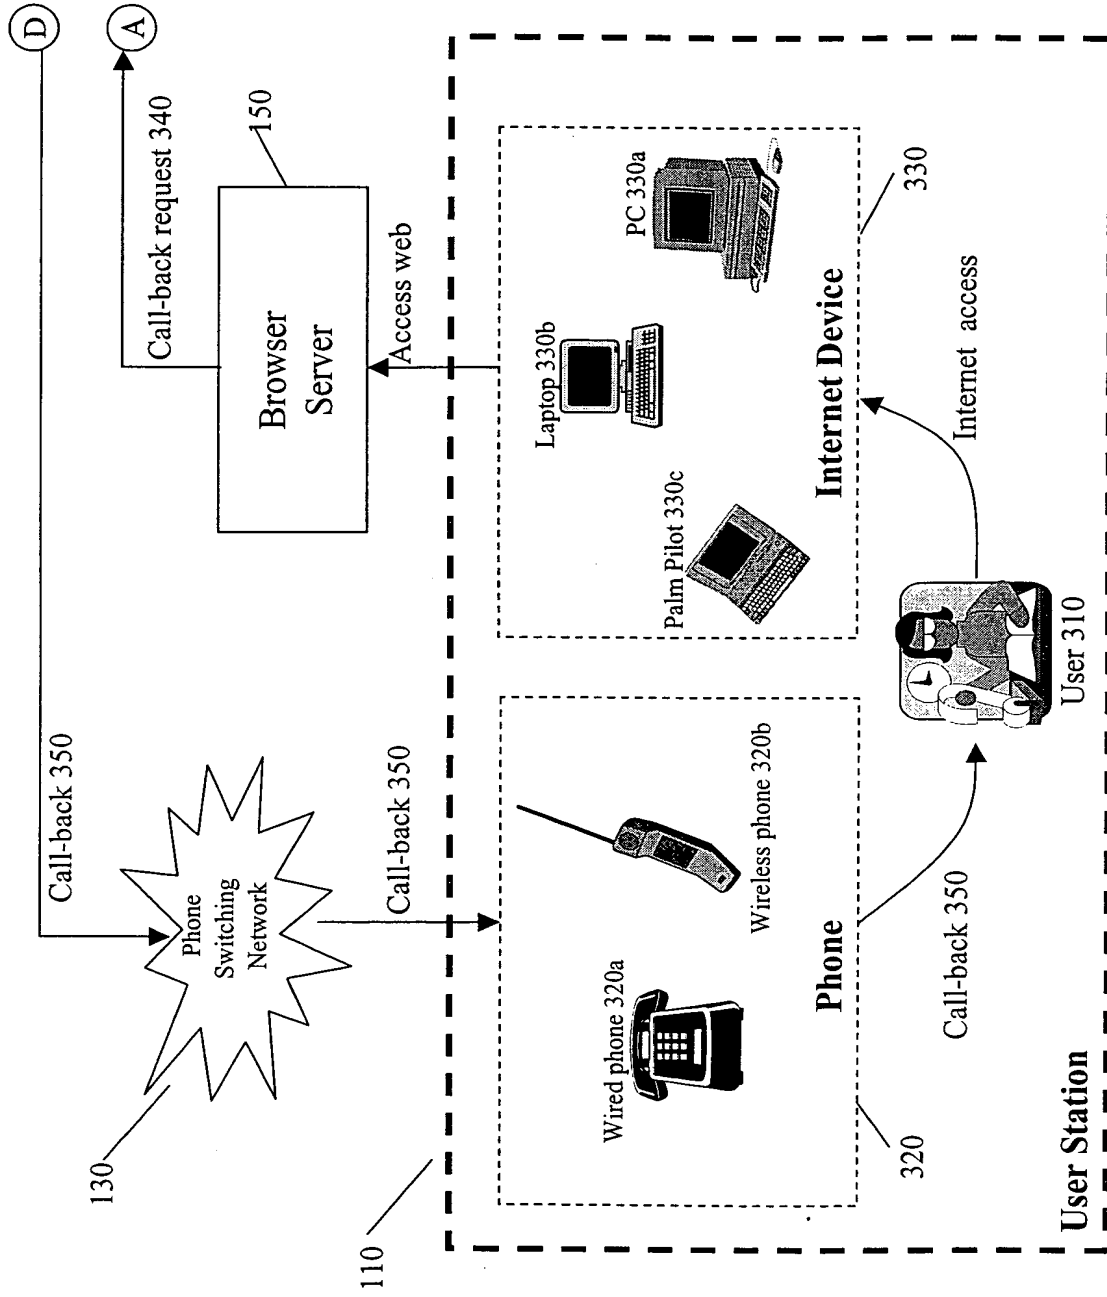 D
Call-back 350
A
130
Call-back request 340
Phone
Switching
Network
150
Browser
Server
110
Call-back 350
Access web
Laptop 330b
Wired phone 320a
PC 330a
Palm Pilot 330c
Wireless phone 320b
Phone
Internet Device
320
330
Call-back 350
Internet access
User Station
User 310